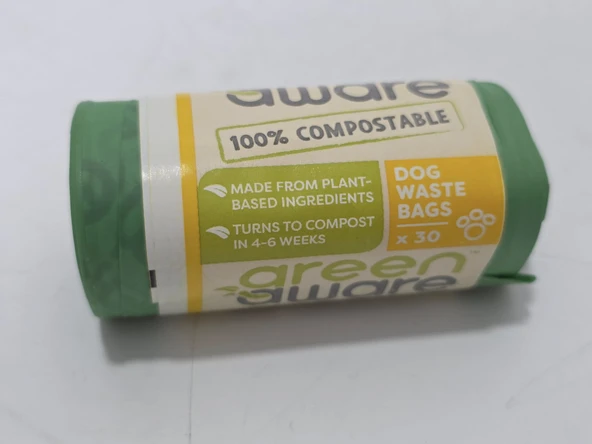 aware
100% COMPOSTABLE
MADE FROM PLANT-
BASED INGREDIENTS
TURNS TO COMPOST
IN 4-6 WEEKS
DOG
WASTE
BAGS
x 30
green™
aware